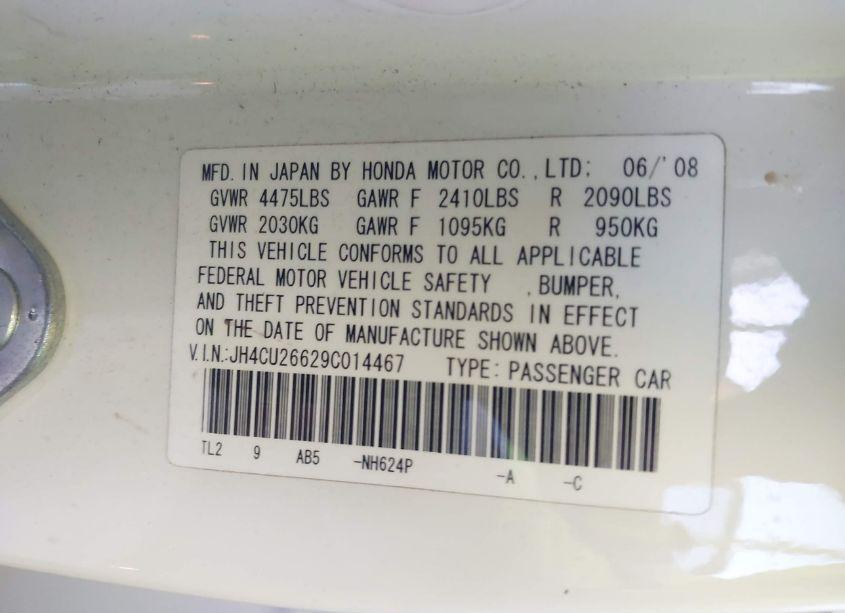 MFD. IN JAPAN BY HONDA MOTOR CO., LTD: 06/'08
GVWR 4475LBS GAWR F 2410LBS R 2090LBS
GVWR 2030KG GAWR F 1095KG R 950KG
THIS VEHICLE CONFORMS TO ALL APPLICABLE
FEDERAL MOTOR VEHICLE SAFETY , BUMPER,
AND THEFT PREVENTION STANDARDS IN EFFECT
ON THE DATE OF MANUFACTURE SHOWN ABOVE.
V.I.N.:JH4CU26629C014467 TYPE: PASSENGER CAR
TL2 9 AB5 -NH624P -A -C